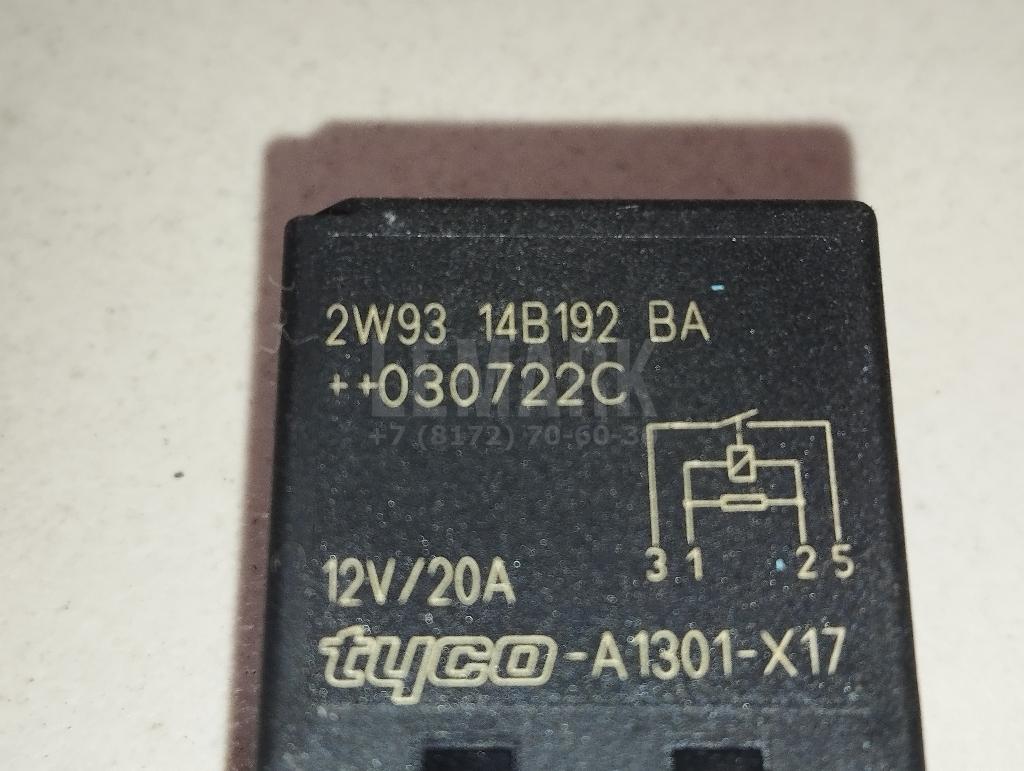 2W93 14B192 BA
++030722C
LEMARK
+7 (8172) 70-60-3
3 1 2 5
12V/20A
tyco -A1301-X17